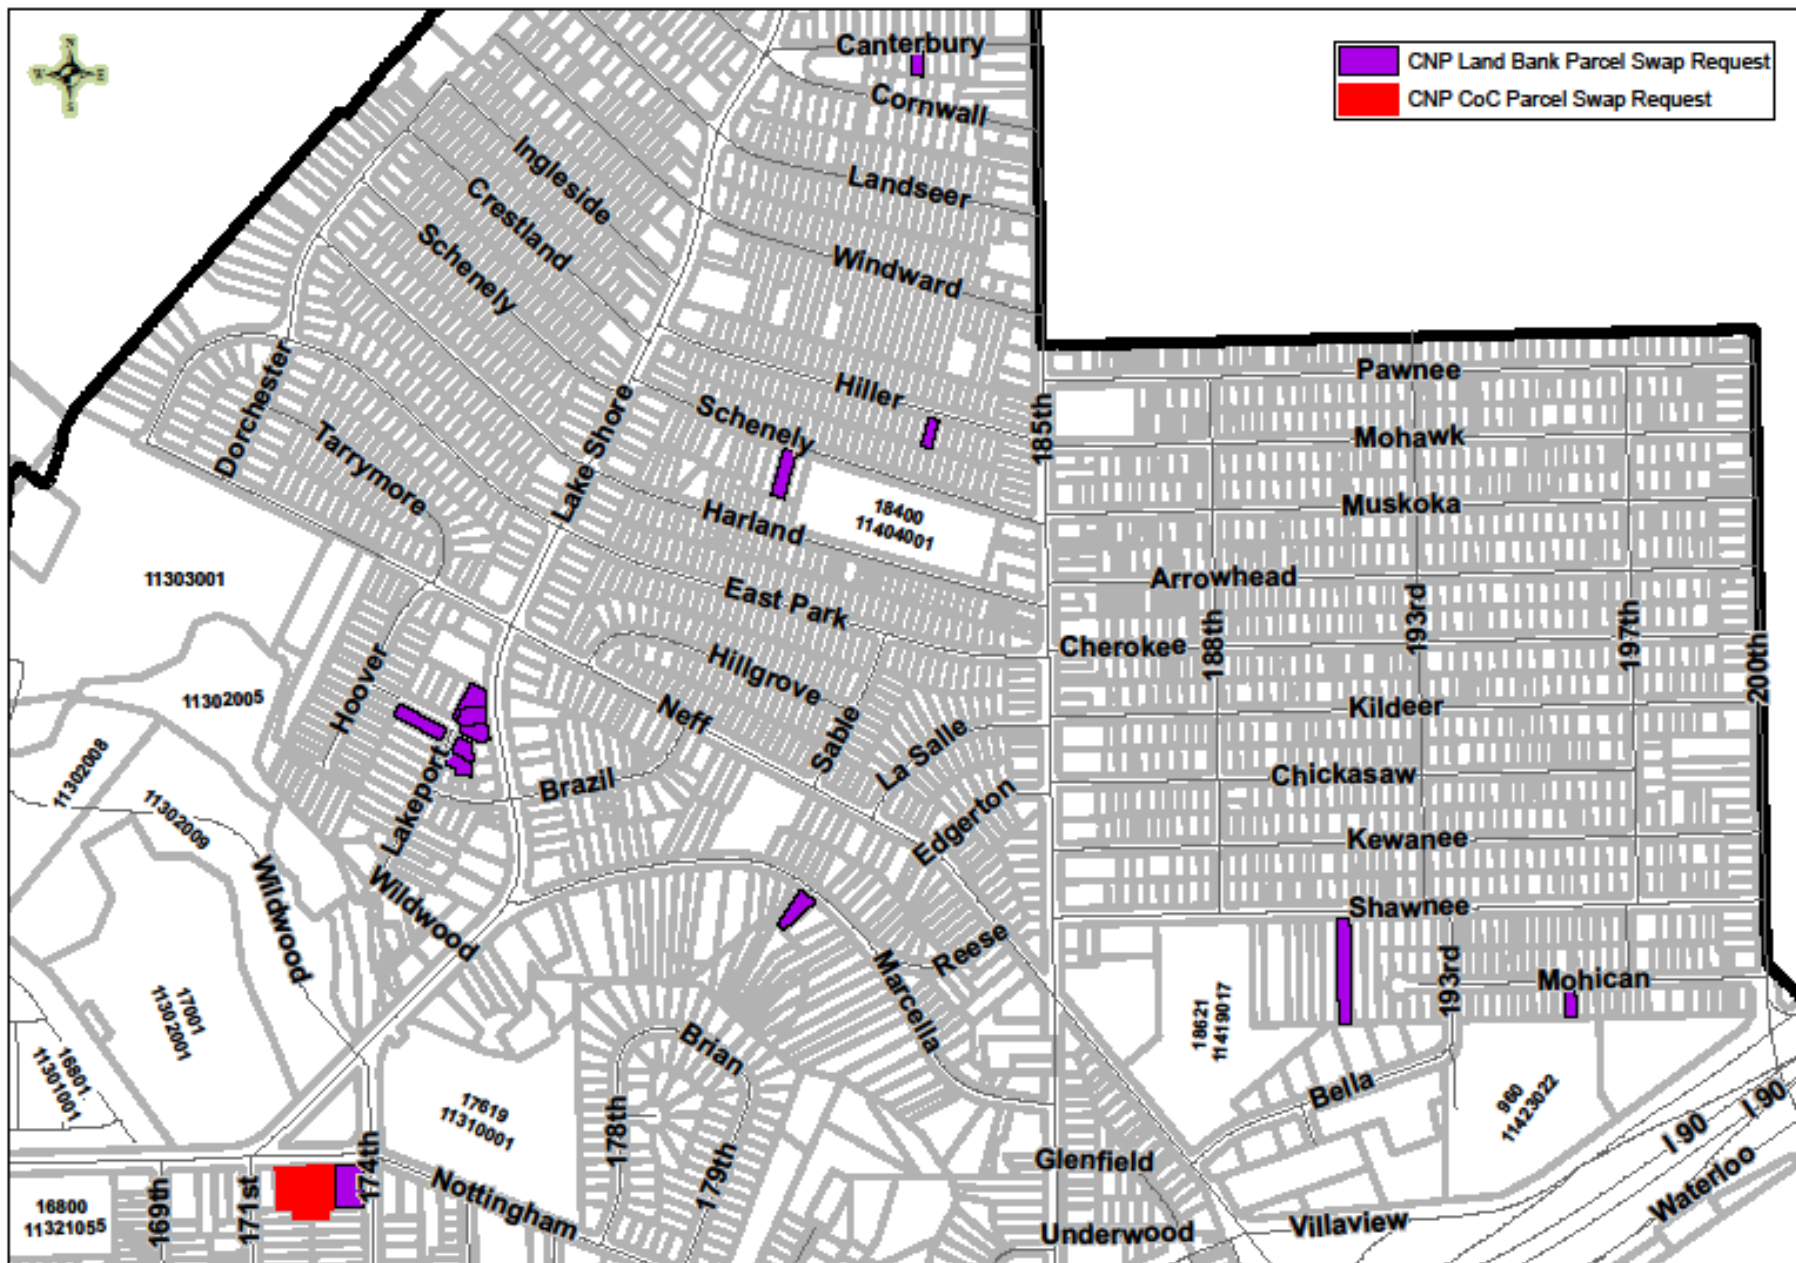 N
W
E
S
CNP Land Bank Parcel Swap Request
CNP CoC Parcel Swap Request
Canterbury
Cornwall
Landseer
Windward
Ingleside
Crestland
Schenely
Hiller
Schenely
Harland
18400
11404001
East Park
Hillgrove
Sable
La Salle
Neff
Edgerton
Lake Shore
Dorchester
Tarrymore
185th
Pawnee
Mohawk
Muskoka
Arrowhead
Cherokee
188th
193rd
197th
200th
Kildeer
Chickasaw
Kewanee
Shawnee
Mohican
193rd
11303001
11302005
11302008
11302009
Hoover
Lakeport
Brazil
Wildwood
Wildwood
Reese
Marcella
17001
11302001
16801
11301001
17619
11310001
Brian
178th
179th
18621
11419017
Bella
960
11423022
I 90
I 90
Waterloo
Villaview
Glenfield
Underwood
Nottingham
174th
171st
169th
16800
11321055